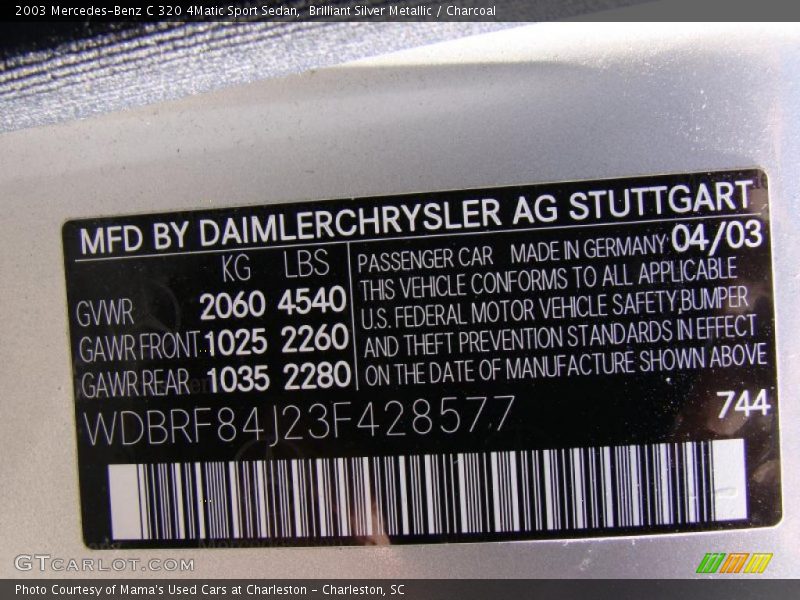 2003 Mercedes-Benz C 320 4Matic Sport Sedan,  Brilliant Silver Metallic / Charcoal
MFD BY DAIMLERCHRYSLER AG STUTTGART
KG LBS
GVWR 2060 4540
GAWR FRONT 1025 2260
GAWR REAR 1035 2280
PASSENGER CAR MADE IN GERMANY 04/03
THIS VEHICLE CONFORMS TO ALL APPLICABLE
U.S. FEDERAL MOTOR VEHICLE SAFETY, BUMPER
AND THEFT PREVENTION STANDARDS IN EFFECT
ON THE DATE OF MANUFACTURE SHOWN ABOVE
WDBRF84J23F428577
744
GTCARLOT.COM
Photo Courtesy of Mama's Used Cars at Charleston - Charleston, SC